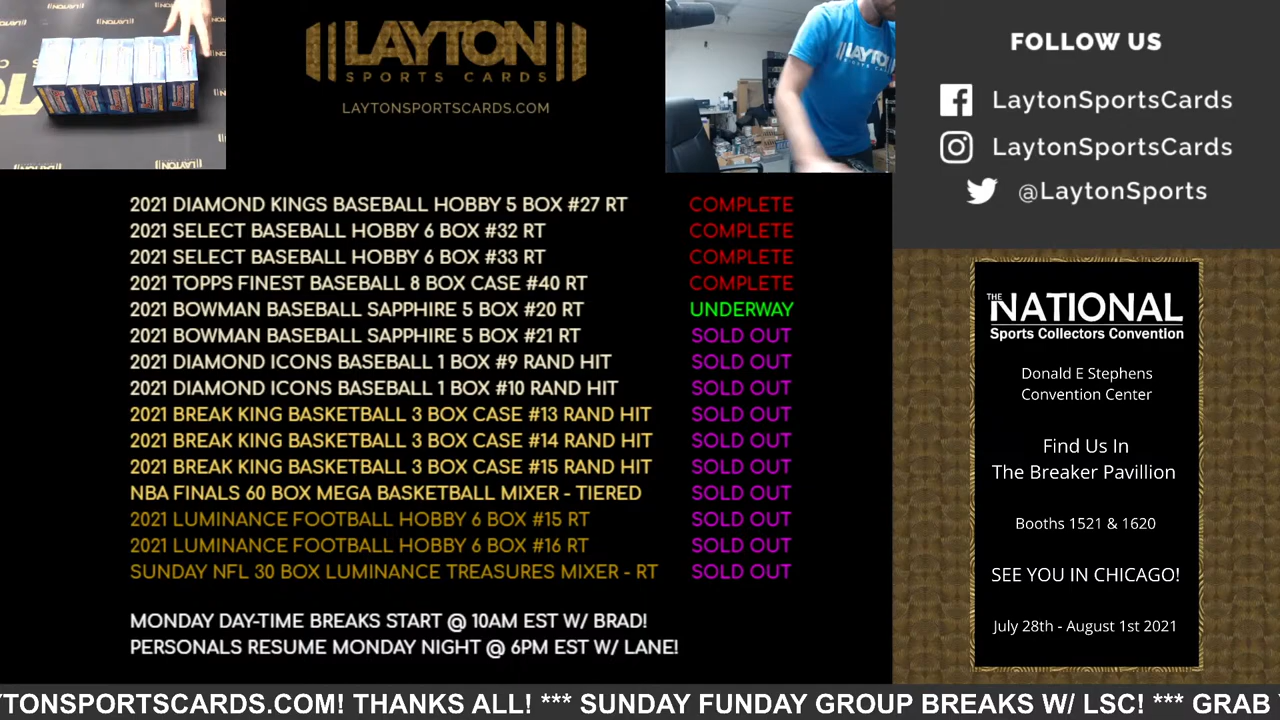 LAYTON
SPORTS CARDS
LAYTONSPORTSCARDS.COM
LAYTON
FOLLOW US
LaytonSportsCards
LaytonSportsCards
@LaytonSports
2021 DIAMOND KINGS BASEBALL HOBBY 5 BOX #27 RT COMPLETE
2021 SELECT BASEBALL HOBBY 6 BOX #32 RT COMPLETE
2021 SELECT BASEBALL HOBBY 6 BOX #33 RT COMPLETE
2021 TOPPS FINEST BASEBALL 8 BOX CASE #40 RT COMPLETE
2021 BOWMAN BASEBALL SAPPHIRE 5 BOX #20 RT UNDERWAY
2021 BOWMAN BASEBALL SAPPHIRE 5 BOX #21 RT SOLD OUT
2021 DIAMOND ICONS BASEBALL 1 BOX #9 RAND HIT SOLD OUT
2021 DIAMOND ICONS BASEBALL 1 BOX #10 RAND HIT SOLD OUT
2021 BREAK KING BASKETBALL 3 BOX CASE #13 RAND HIT SOLD OUT
2021 BREAK KING BASKETBALL 3 BOX CASE #14 RAND HIT SOLD OUT
2021 BREAK KING BASKETBALL 3 BOX CASE #15 RAND HIT SOLD OUT
NBA FINALS 60 BOX MEGA BASKETBALL MIXER - TIERED SOLD OUT
2021 LUMINANCE FOOTBALL HOBBY 6 BOX #15 RT SOLD OUT
2021 LUMINANCE FOOTBALL HOBBY 6 BOX #16 RT SOLD OUT
SUNDAY NFL 30 BOX LUMINANCE TREASURES MIXER - RT SOLD OUT
MONDAY DAY-TIME BREAKS START @ 10AM EST W/ BRAD!
PERSONALS RESUME MONDAY NIGHT @ 6PM EST W/ LANE!
THE NATIONAL
Sports Collectors Convention
Donald E Stephens
Convention Center
Find Us In
The Breaker Pavillion
Booths 1521 & 1620
SEE YOU IN CHICAGO!
July 28th - August 1st 2021
YTONSPORTSCARDS.COM! THANKS ALL! *** SUNDAY FUNDAY GROUP BREAKS W/ LSC! *** GRAB